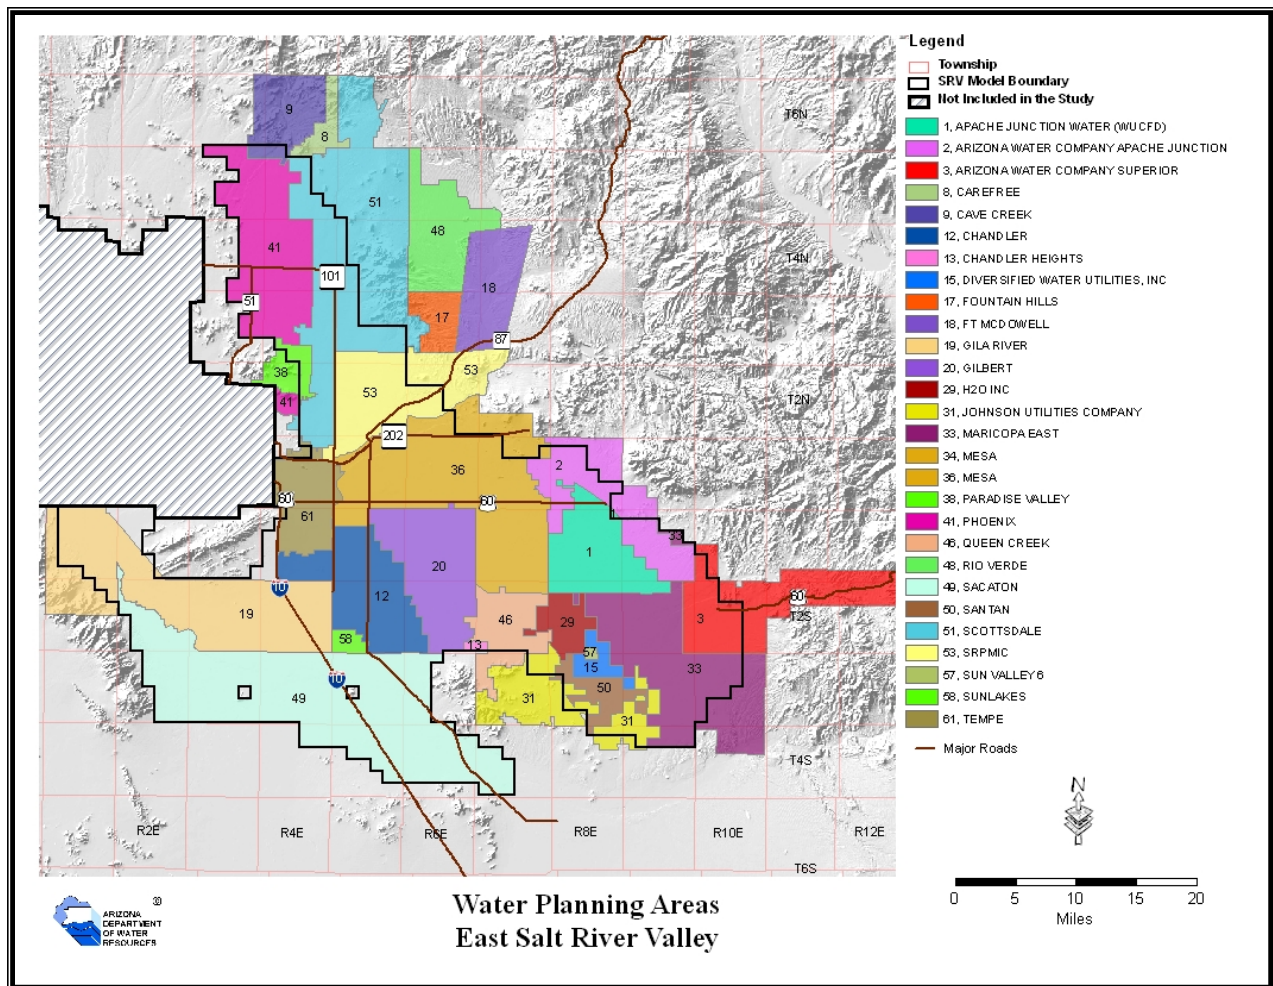 Legend
Township
SRV Model Boundary
Not Included in the Study
1, APACHE JUNCTION WATER (WUCFD)
2, ARIZONA WATER COMPANY APACHE JUNCTION
3, ARIZONA WATER COMPANY SUPERIOR
8, CAREFREE
9, CAVE CREEK
12, CHANDLER
13, CHANDLER HEIGHTS
15, DIVERSIFIED WATER UTILITIES, INC
17, FOUNTAIN HILLS
18, FT MCDOWELL
19, GILA RIVER
20, GILBERT
29, H2O INC
31, JOHNSON UTILITIES COMPANY
33, MARICOPA EAST
34, MESA
36, MESA
38, PARADISE VALLEY
41, PHOENIX
46, QUEEN CREEK
48, RIO VERDE
49, SACATON
50, SANTAN
51, SCOTTSDALE
53, SRPMIC
57, SUN VALLEY 6
58, SUNLAKES
61, TEMPE
Major Roads
N
0 5 10 15 20
Miles
9
8
T6N
51
48
41
T4N
101
18
51
17
87
38
53
53
41
T2N
202
36
2
60
60
61
1
33
1
20
10
12
60
19
46
29
3
T2S
58
13
57
15
33
10
49
50
31
31
T4S
R2E
R4E
R6E
R8E
R10E
R12E
T6S
ARIZONA
DEPARTMENT
OF WATER
RESOURCES
©
Water Planning Areas
East Salt River Valley